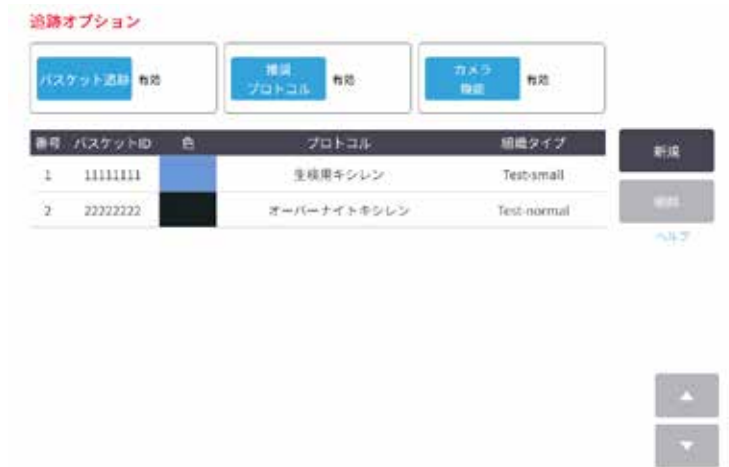 追跡オプション
バスケット追跡 有効
推奨
プロトコル 有効
カメラ
機能 有効
番号 バスケットID 色 プロトコル 組織タイプ
新規
1 11111111 生検用キシレン Test-small
2 22222222 オーバーナイトキシレン Test-normal
ヘルプ